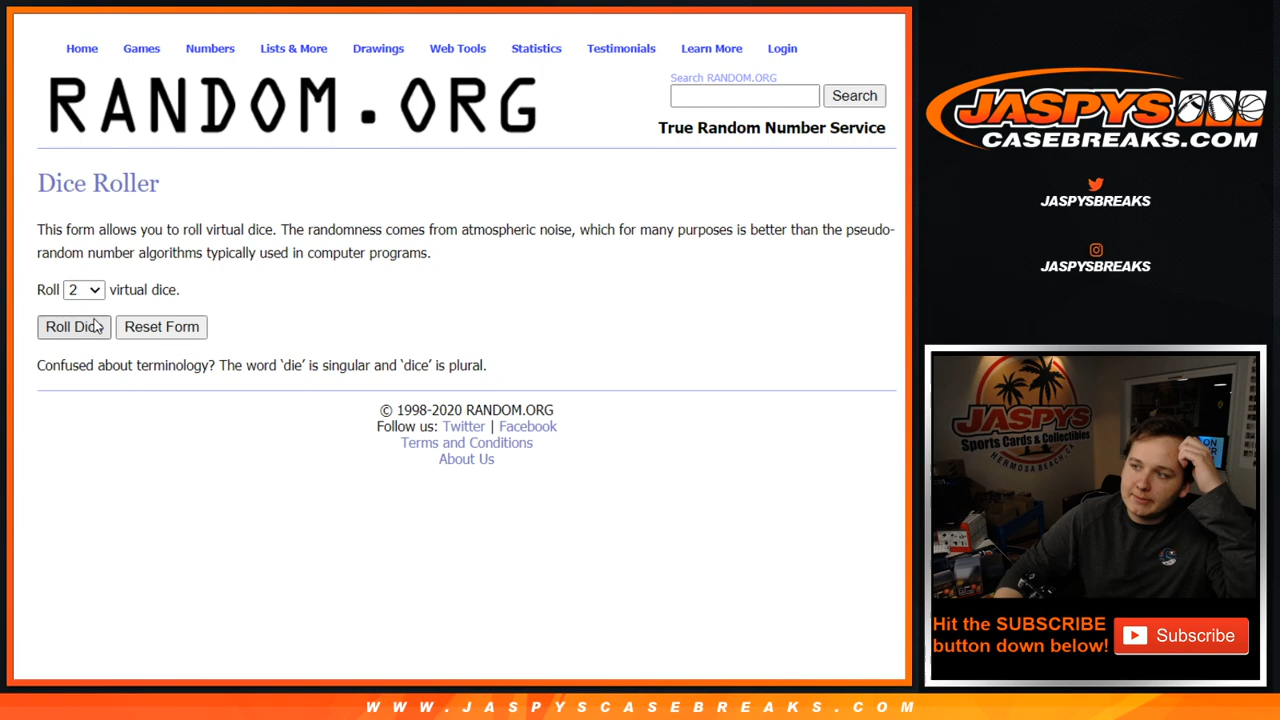 Home Games Numbers Lists & More Drawings Web Tools Statistics Testimonials Learn More Login
RANDOM.ORG
Search RANDOM.ORG
Search
True Random Number Service
Dice Roller
This form allows you to roll virtual dice. The randomness comes from atmospheric noise, which for many purposes is better than the pseudo-
random number algorithms typically used in computer programs.
Roll 2 virtual dice.
Roll Dice Reset Form
Confused about terminology? The word ‘die’ is singular and ‘dice’ is plural.
© 1998-2020 RANDOM.ORG
Follow us: Twitter | Facebook
Terms and Conditions
About Us
JASPYS
CASEBREAKS.COM
JASPYSBREAKS
JASPYSBREAKS
JASPYS
Sports Cards & Collectibles
HERMOSA BEACH, CA
Hit the SUBSCRIBE
button down below!
Subscribe
WWW.JASPYSCASEBREAKS.COM